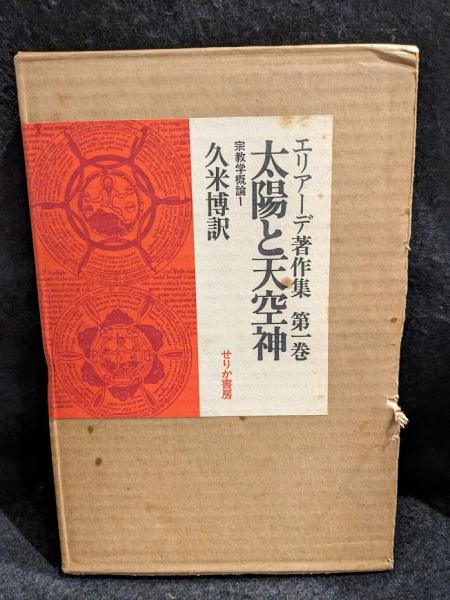 エリアーデ著作集 第一巻
太陽と天空神
宗教学概論1
久米博訳
せりか書房